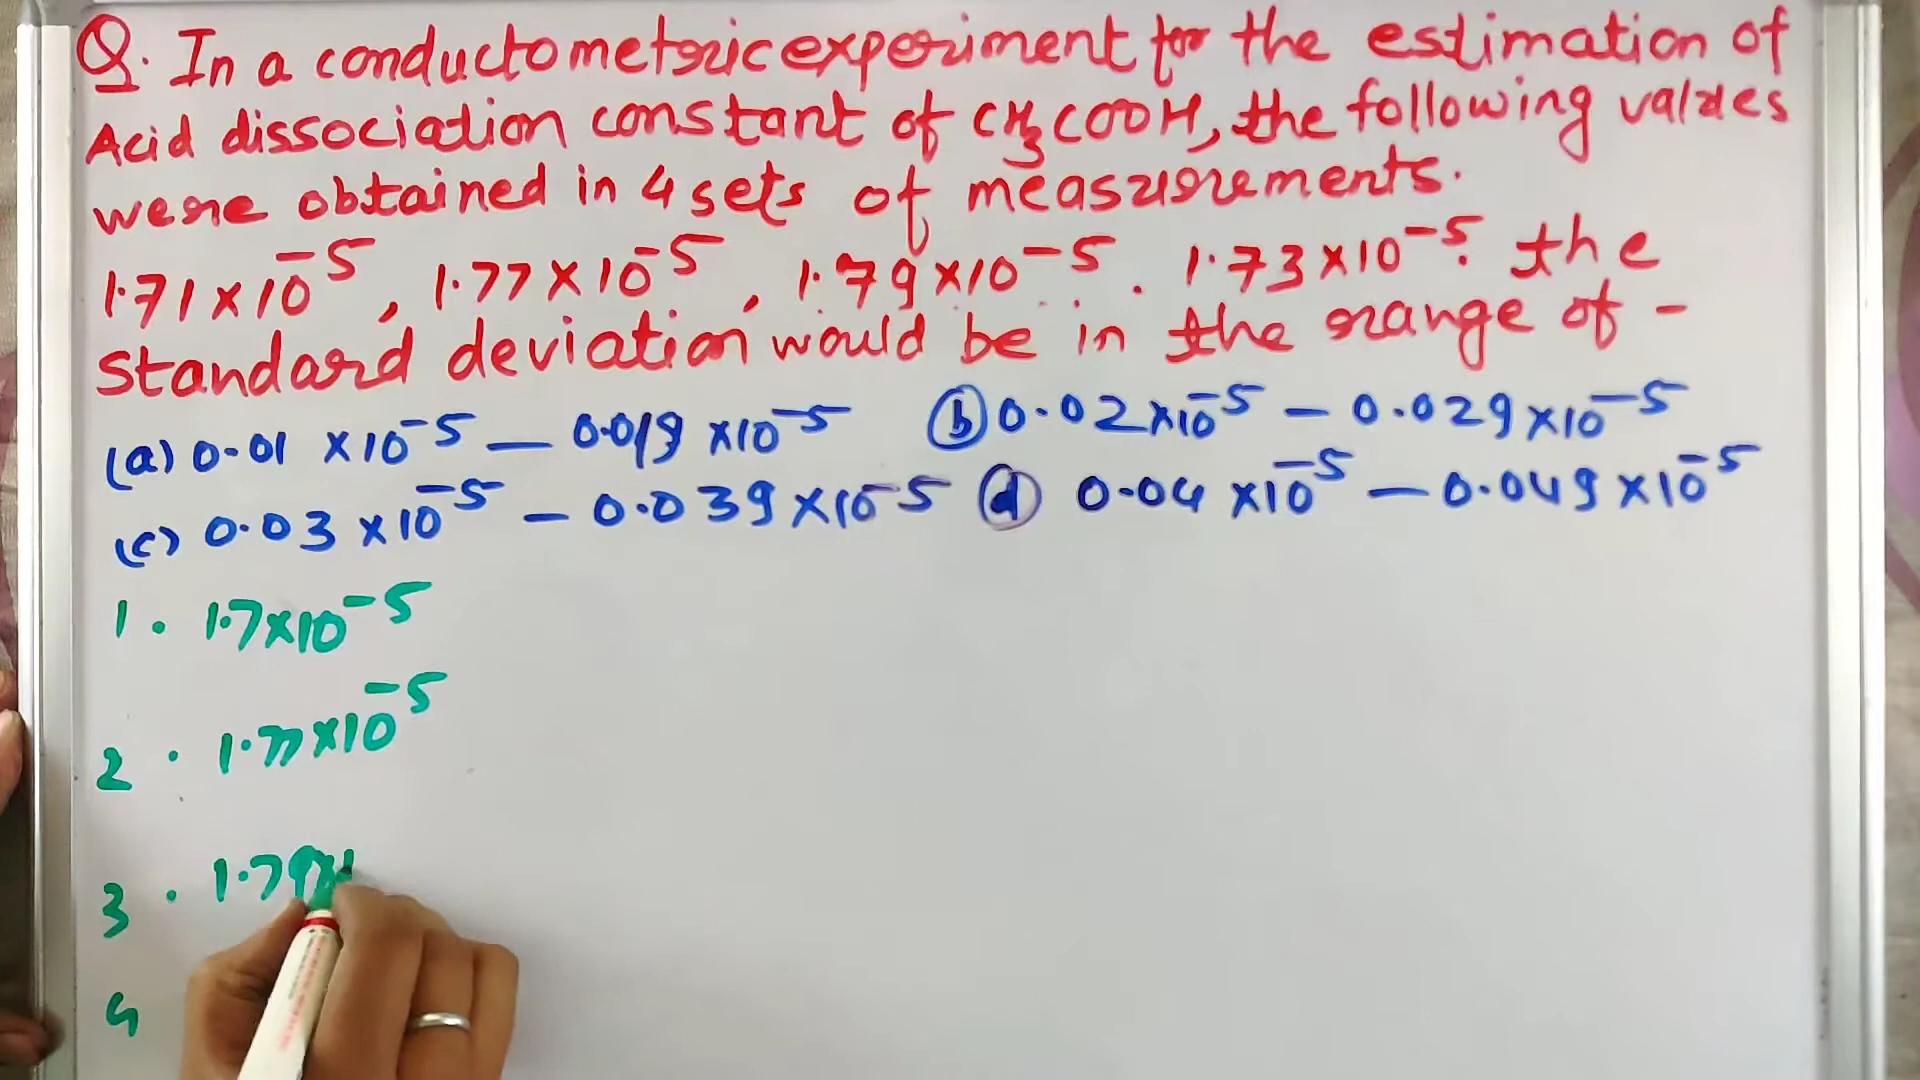 Q. In a conductometric experiment for the estimation of
Acid dissociation constant of CH₃COOH, the following values
were obtained in 4 sets of measurements.
1.71×10⁻⁵, 1.77×10⁻⁵, 1.79×10⁻⁵. 1.73×10⁻⁵. the
Standard deviation would be in the range of -
(a) 0.01 ×10⁻⁵ — 0.019 ×10⁻⁵ (b) 0.02×10⁻⁵ — 0.029×10⁻⁵
(c) 0.03 ×10⁻⁵ — 0.039×10⁻⁵ (d) 0.04 ×10⁻⁵ — 0.049 ×10⁻⁵
1. 1.7×10⁻⁵
2. 1.77×10⁻⁵
3. 1.79×1
4